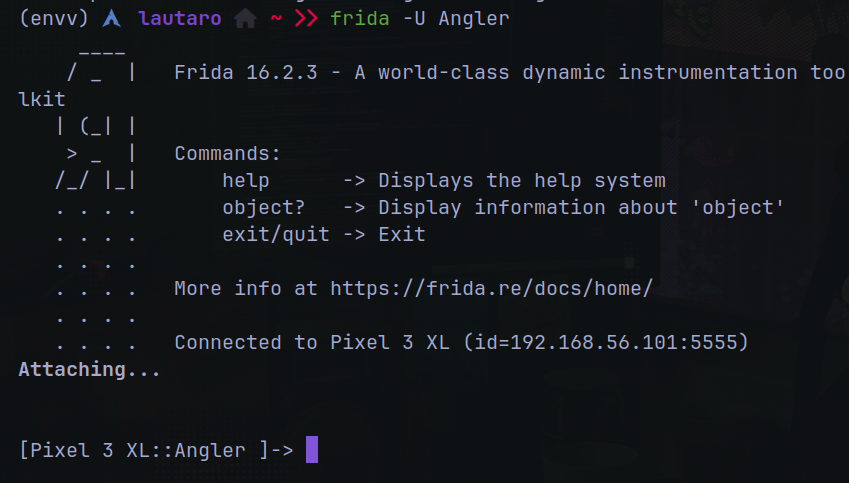 (envv) lautaro ~ >> frida -U Angler
     ____
    / _  |   Frida 16.2.3 - A world-class dynamic instrumentation too
lkit
   | (_| |
    > _  |   Commands:
   /_/ |_|       help      -> Displays the help system
   . . . .       object?   -> Display information about 'object'
   . . . .       exit/quit -> Exit
   . . . .
   . . . .   More info at https://frida.re/docs/home/
   . . . .
   . . . .   Connected to Pixel 3 XL (id=192.168.56.101:5555)
Attaching...
[Pixel 3 XL::Angler ]->